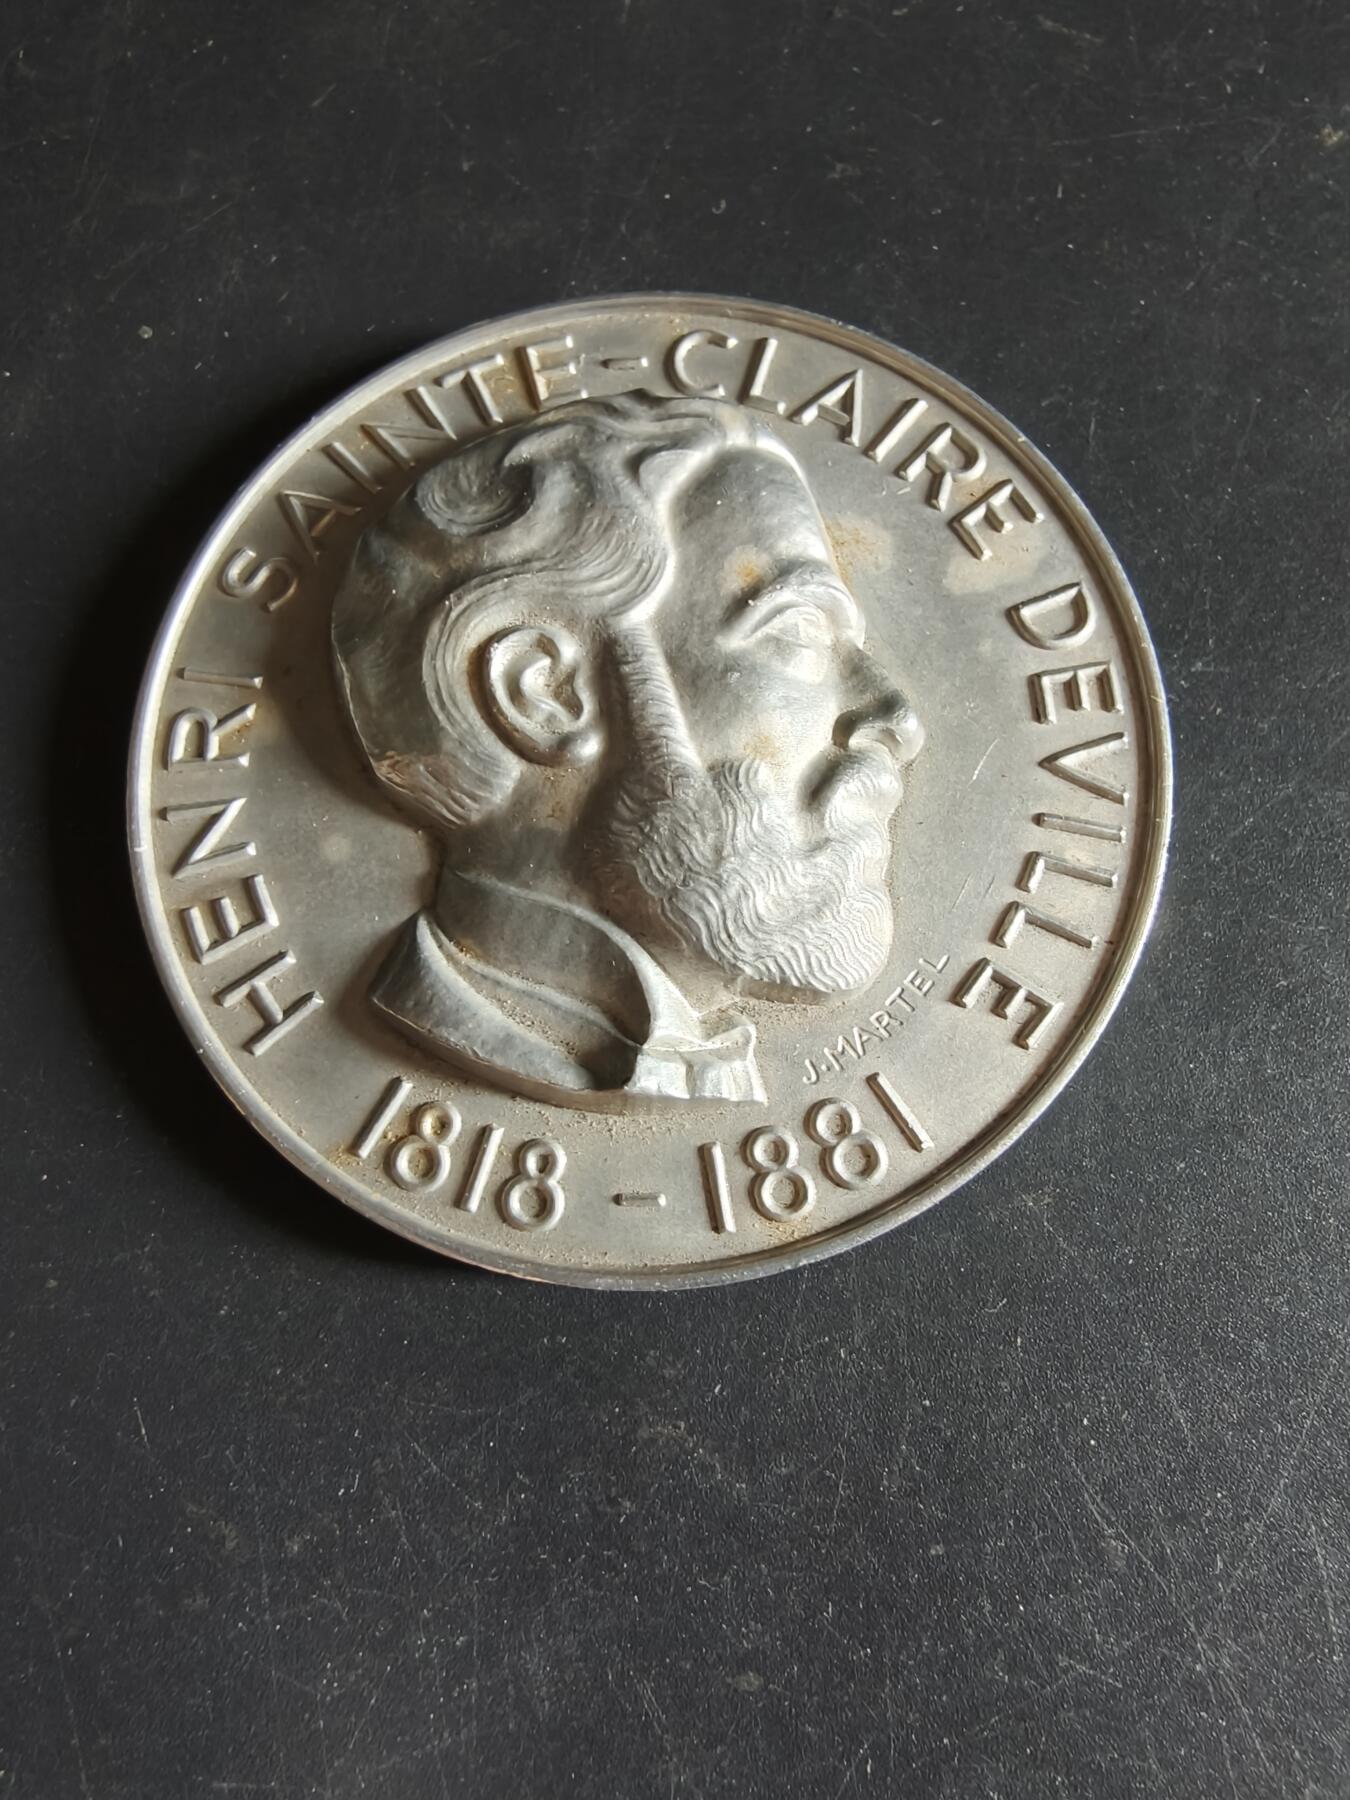 HENRI SAINTE-CLAIRE DEVILLE
J.MARTEL
1818 - 1881